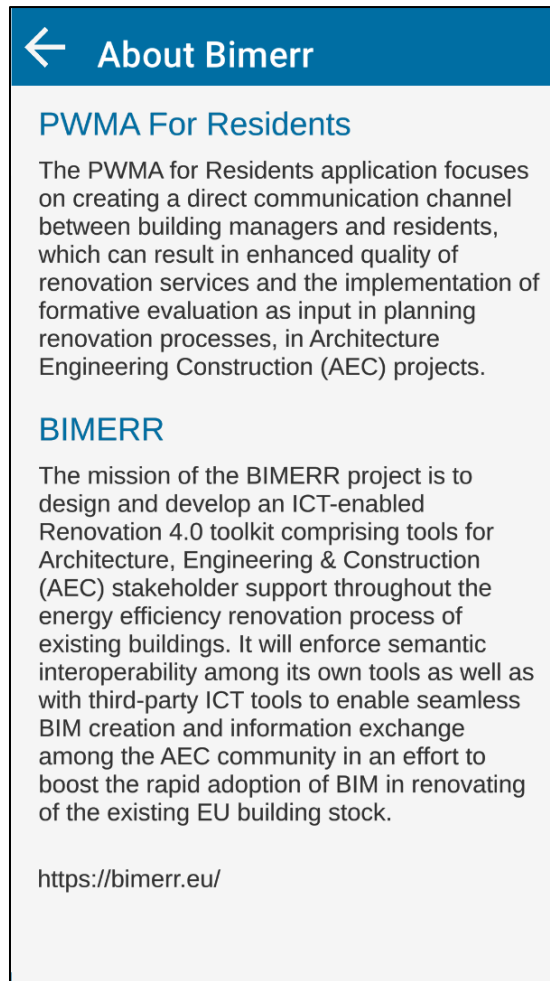 About Bimerr
PWMA For Residents
The PWMA for Residents application focuses
on creating a direct communication channel
between building managers and residents,
which can result in enhanced quality of
renovation services and the implementation of
formative evaluation as input in planning
renovation processes, in Architecture
Engineering Construction (AEC) projects.
BIMERR
The mission of the BIMERR project is to
design and develop an ICT-enabled
Renovation 4.0 toolkit comprising tools for
Architecture, Engineering & Construction
(AEC) stakeholder support throughout the
energy efficiency renovation process of
existing buildings. It will enforce semantic
interoperability among its own tools as well as
with third-party ICT tools to enable seamless
BIM creation and information exchange
among the AEC community in an effort to
boost the rapid adoption of BIM in renovating
of the existing EU building stock.
https://bimerr.eu/